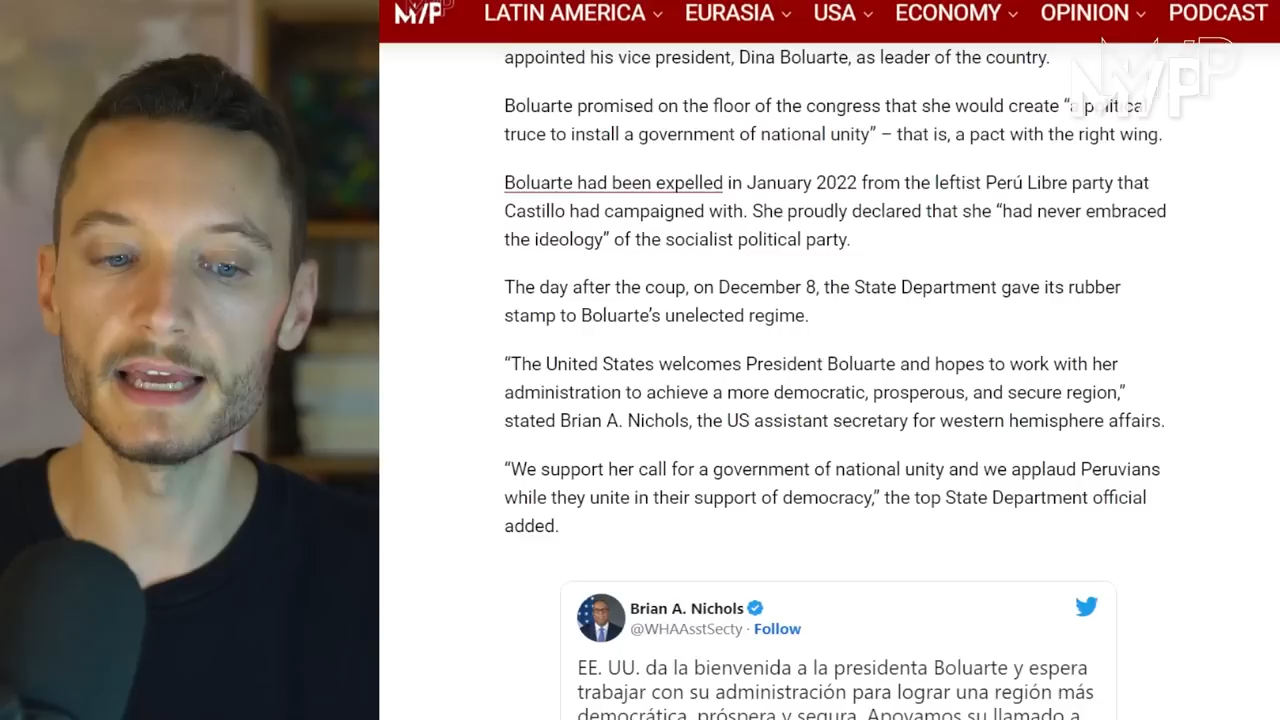 M/P
LATIN AMERICA
EURASIA
USA
ECONOMY
OPINION
PODCAST
appointed his vice president, Dina Boluarte, as leader of the country.
Boluarte promised on the floor of the congress that she would create “a political
truce to install a government of national unity” – that is, a pact with the right wing.
Boluarte had been expelled in January 2022 from the leftist Perú Libre party that
Castillo had campaigned with. She proudly declared that she “had never embraced
the ideology” of the socialist political party.
The day after the coup, on December 8, the State Department gave its rubber
stamp to Boluarte’s unelected regime.
“The United States welcomes President Boluarte and hopes to work with her
administration to achieve a more democratic, prosperous, and secure region,”
stated Brian A. Nichols, the US assistant secretary for western hemisphere affairs.
“We support her call for a government of national unity and we applaud Peruvians
while they unite in their support of democracy,” the top State Department official
added.
Brian A. Nichols
@WHAAsstSecty · Follow
EE. UU. da la bienvenida a la presidenta Boluarte y espera
trabajar con su administración para lograr una región más
democrática, próspera y segura. Apoyamos su llamado a